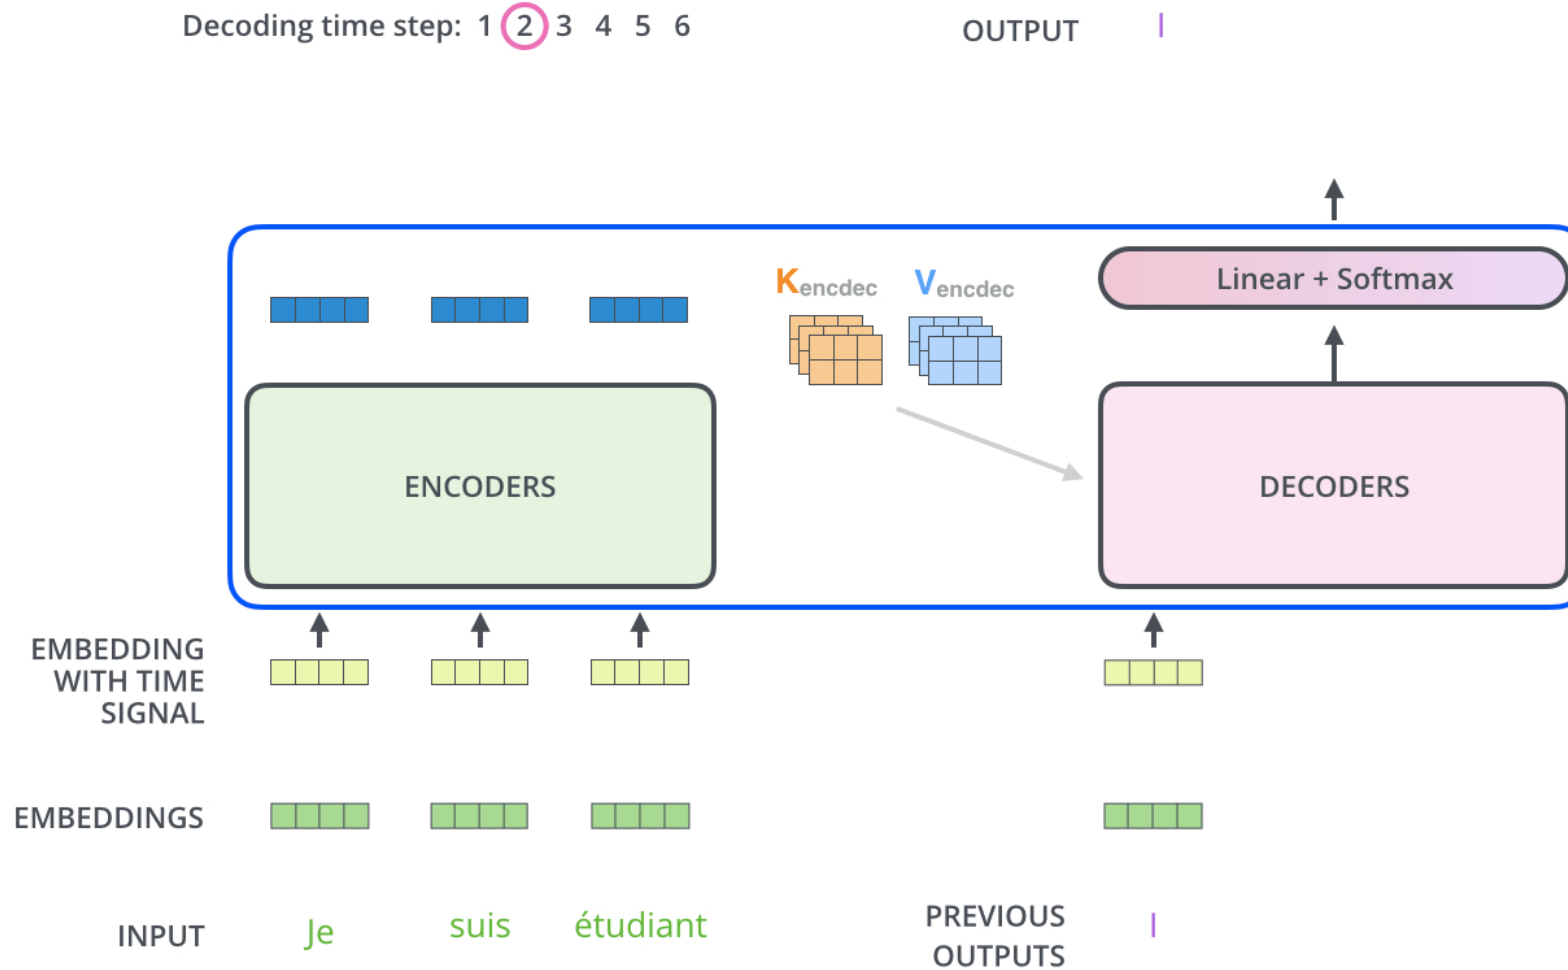 Decoding time step: 1 2 3 4 5 6
OUTPUT I
Kencdec Vencdec
Linear + Softmax
ENCODERS
DECODERS
EMBEDDING
WITH TIME
SIGNAL
EMBEDDINGS
INPUT Je suis étudiant
PREVIOUS
OUTPUTS
I